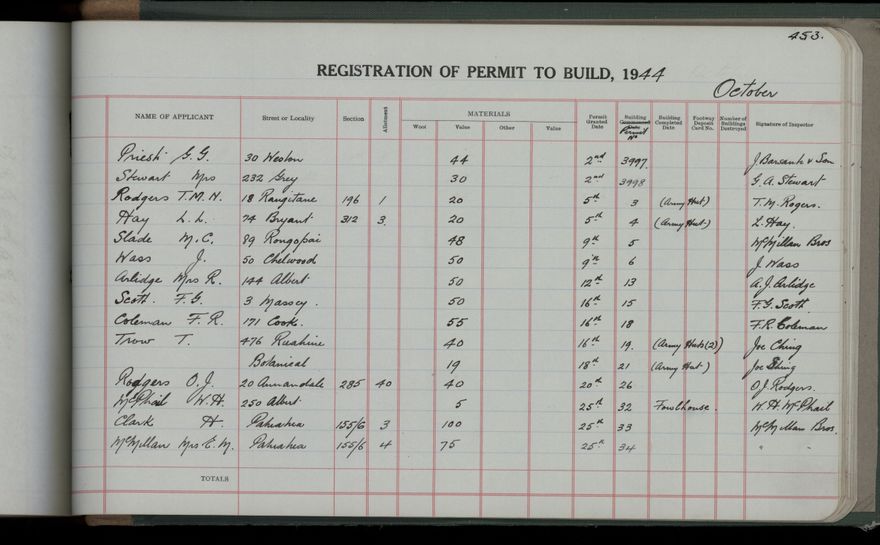 453.
REGISTRATION OF PERMIT TO BUILD, 1944
October
NAME OF APPLICANT Street or Locality Section Allotment MATERIALS Wood Value Other Value Permit Granted Date Building Permit No Building Completed Date Footway Deposit Card No. Number of Buildings Destroyed Signature of Inspector
Priest G. G. 30 Weston 44 2nd 3997 J. Barsanti & Son
Stewart Mrs 232 Grey 30 2nd 3998 G. A. Stewart
Rodgers T. M. N. 18 Rangitane 196 1 20 5th 3 (Army Hut) T. M. Rogers.
Hay L. L. 74 Bryant 312 3. 20 5th 4 (Army Hut) L. Hay.
Slade M. C. 89 Rongopai 48 9th 5 McMillan Bros
Wass J. 50 Chelwood 50 9th 6 J. Wass
Arlidge Mrs R. 144 Albert 50 12th 13 A. J. Arlidge
Scott. F. G. 3 Massey. 50 16th 15 F. G. Scott
Coleman F. R. 171 Cook. 55 16th 18 F. R. Coleman
Trow T. 476 Ruahine 40 16th 19. (Army Huts (2)) Joe Ching
Botanical 19 18th 21 (Army Hut) Joe Ching
Rodgers O. J. 20 Annandale 285 40 40 20th 26 O. J. Rodgers.
McPhail W. H. 250 Albert 5 25th 32 Fowlhouse. W. H. McPhail
Clark H. Pahiahia 155/6 3 100 25th 33 McMillan Bros.
McMillan Mrs E. M. Pahiahia 155/6 4 75 25th 34 "
TOTALS